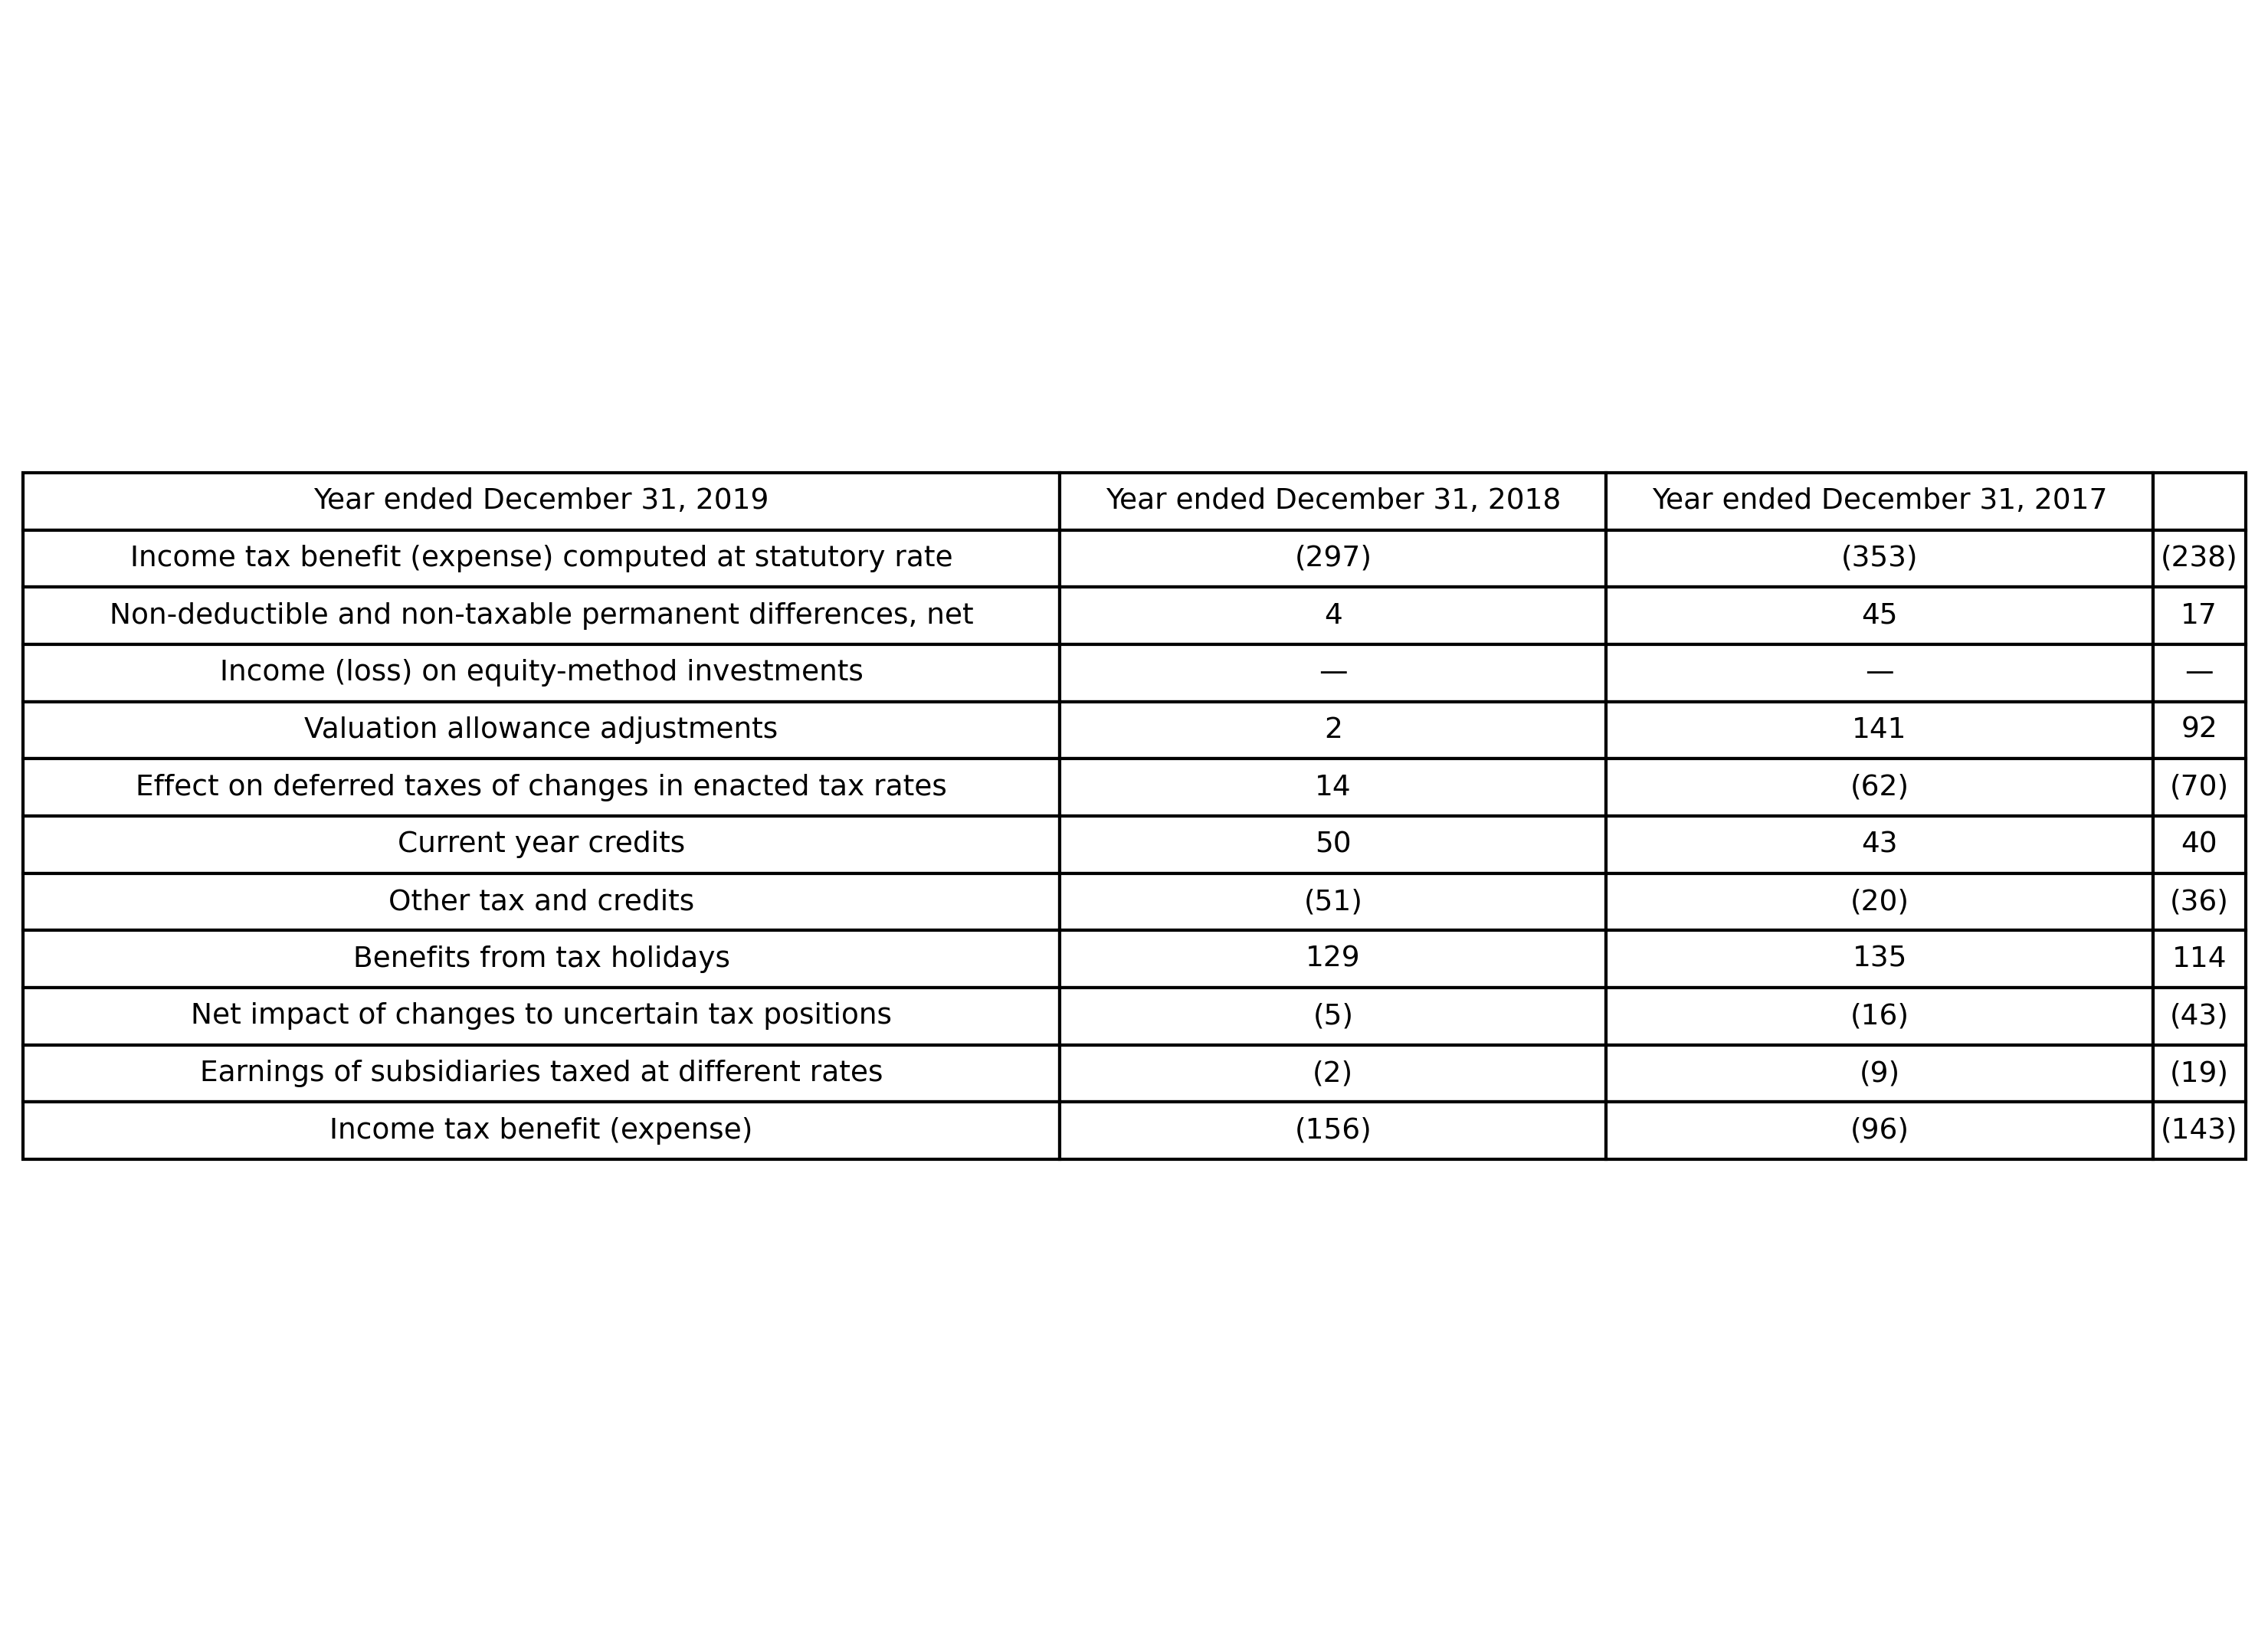 Year ended December 31, 2019 Year ended December 31, 2018 Year ended December 31, 2017
Income tax benefit (expense) computed at statutory rate (297) (353) (238)
Non-deductible and non-taxable permanent differences, net 4 45 17
Income (loss) on equity-method investments — — —
Valuation allowance adjustments 2 141 92
Effect on deferred taxes of changes in enacted tax rates 14 (62) (70)
Current year credits 50 43 40
Other tax and credits (51) (20) (36)
Benefits from tax holidays 129 135 114
Net impact of changes to uncertain tax positions (5) (16) (43)
Earnings of subsidiaries taxed at different rates (2) (9) (19)
Income tax benefit (expense) (156) (96) (143)